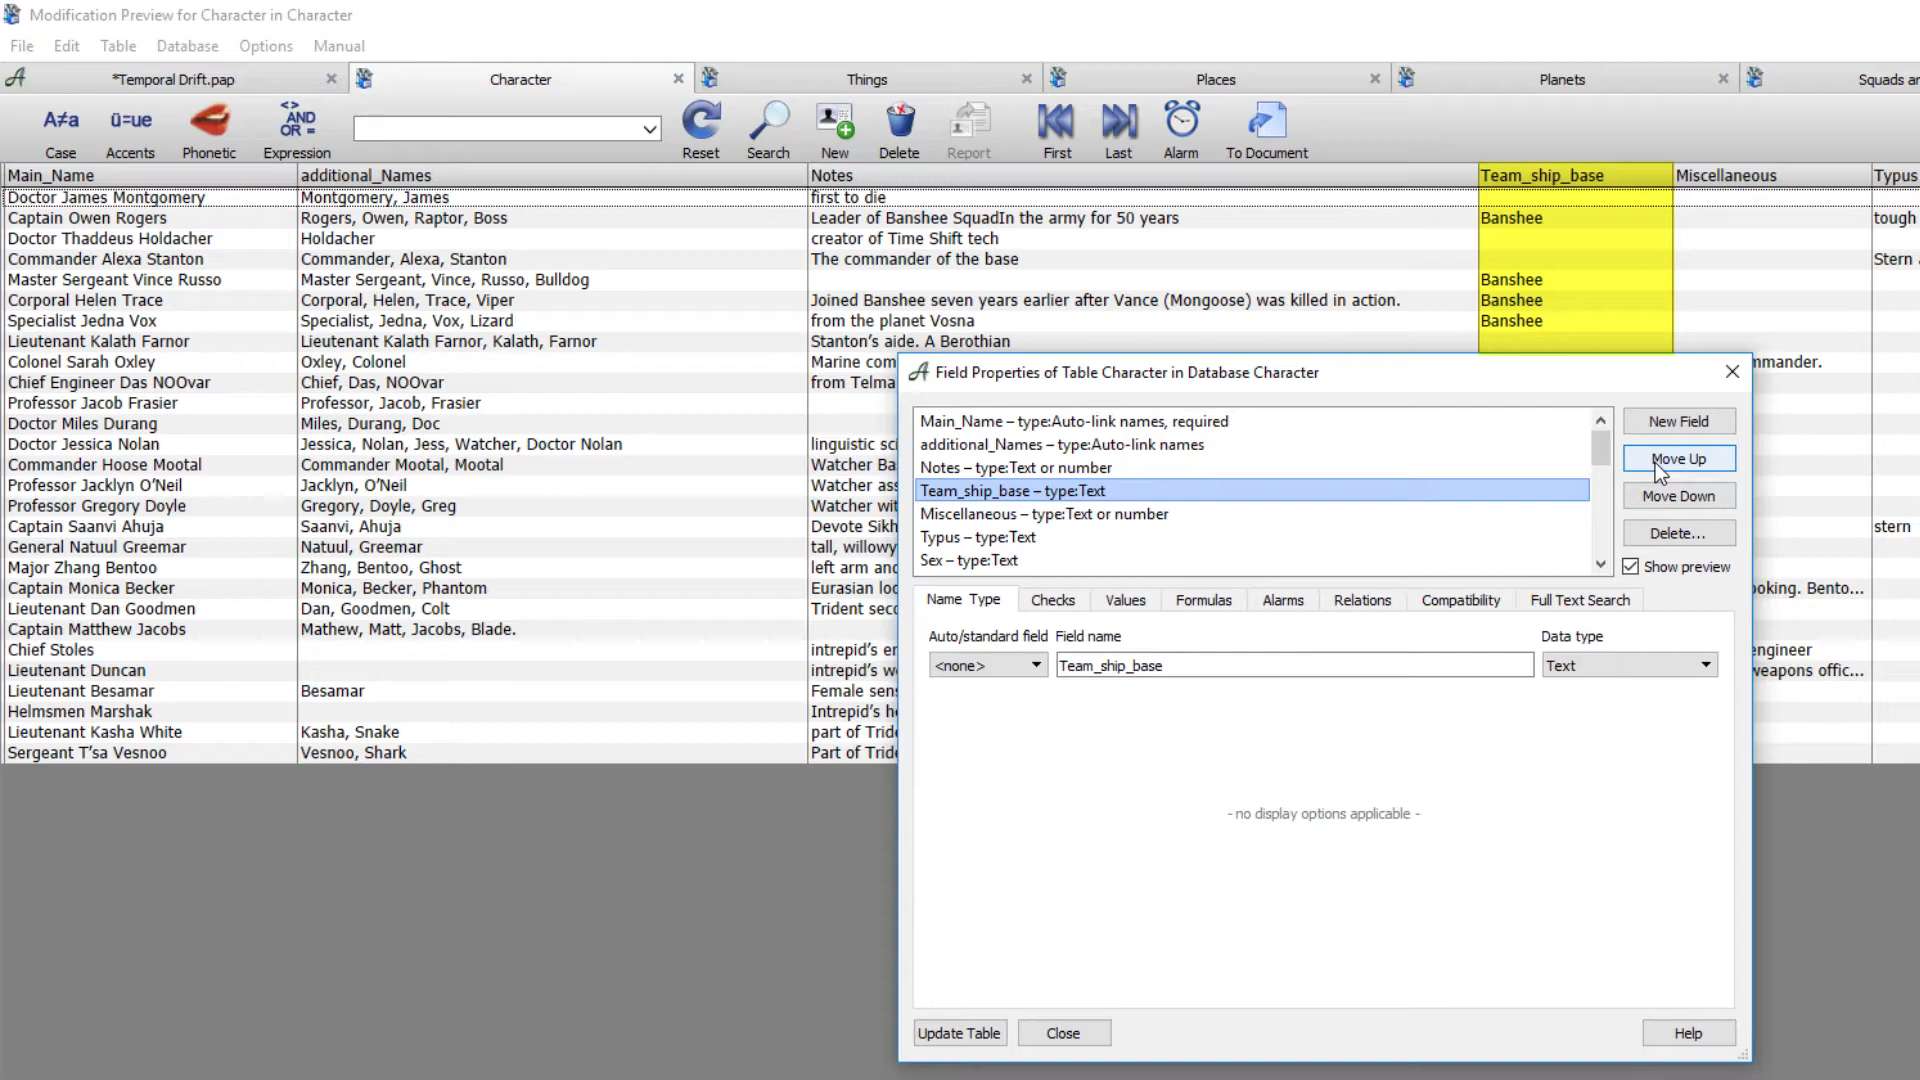 Modification Preview for Character in Character
File Edit Table Database Options Manual
*Temporal Drift.pap Character Things Places Planets Squads an
A≠a ü=ue <> AND OR =
Case Accents Phonetic Expression Reset Search New Delete Report First Last Alarm To Document
Main_Name additional_Names Notes Team_ship_base Miscellaneous Typus
Doctor James Montgomery Montgomery, James first to die
Captain Owen Rogers Rogers, Owen, Raptor, Boss Leader of Banshee SquadIn the army for 50 years Banshee tough
Doctor Thaddeus Holdacher Holdacher creator of Time Shift tech
Commander Alexa Stanton Commander, Alexa, Stanton The commander of the base Stern
Master Sergeant Vince Russo Master Sergeant, Vince, Russo, Bulldog Banshee
Corporal Helen Trace Corporal, Helen, Trace, Viper Joined Banshee seven years earlier after Vance (Mongoose) was killed in action. Banshee
Specialist Jedna Vox Specialist, Jedna, Vox, Lizard from the planet Vosna Banshee
Lieutenant Kalath Farnor Lieutenant Kalath Farnor, Kalath, Farnor Stanton's aide. A Berothian
Colonel Sarah Oxley Oxley, Colonel Marine com mmander.
Chief Engineer Das NOOvar Chief, Das, NOOvar from Telma
Professor Jacob Frasier Professor, Jacob, Frasier
Doctor Miles Durang Miles, Durang, Doc
Doctor Jessica Nolan Jessica, Nolan, Jess, Watcher, Doctor Nolan linguistic sci
Commander Hoose Mootal Commander Mootal, Mootal Watcher Ba
Professor Jacklyn O'Neil Jacklyn, O'Neil Watcher ass
Professor Gregory Doyle Gregory, Doyle, Greg Watcher wit
Captain Saanvi Ahuja Saanvi, Ahuja Devote Sikh stern
General Natuul Greemar Natuul, Greemar tall, willowy
Major Zhang Bentoo Zhang, Bentoo, Ghost left arm and
Captain Monica Becker Monica, Becker, Phantom Eurasian loo ooking. Bento...
Lieutenant Dan Goodmen Dan, Goodmen, Colt Trident seco
Captain Matthew Jacobs Mathew, Matt, Jacobs, Blade.
Chief Stoles intrepid's en engineer
Lieutenant Duncan intrepid's we weapons offic...
Lieutenant Besamar Besamar Female sens
Helmsmen Marshak Intrepid's he
Lieutenant Kasha White Kasha, Snake part of Tride
Sergeant T'sa Vesnoo Vesnoo, Shark Part of Tride
Field Properties of Table Character in Database Character
Main_Name – type:Auto-link names, required
additional_Names – type:Auto-link names
Notes – type:Text or number
Team_ship_base – type:Text
Miscellaneous – type:Text or number
Typus – type:Text
Sex – type:Text
New Field
Move Up
Move Down
Delete...
Show preview
Name Type Checks Values Formulas Alarms Relations Compatibility Full Text Search
Auto/standard field Field name Data type
<none> Team_ship_base Text
- no display options applicable -
Update Table Close Help